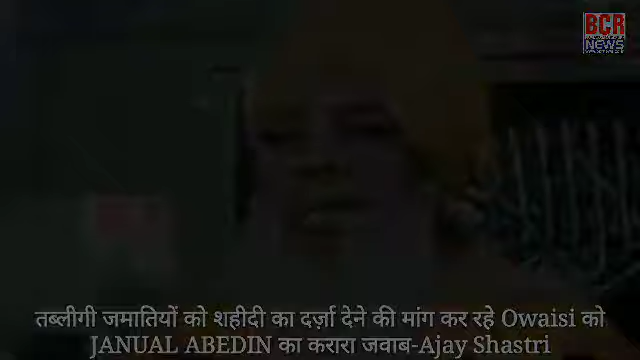 BCR
NEWS
तब्लीगी जमातियों को शहीदी का दर्ज़ा देने की मांग कर रहे Owaisi को
JANUAL ABEDIN का करारा जवाब-Ajay Shastri